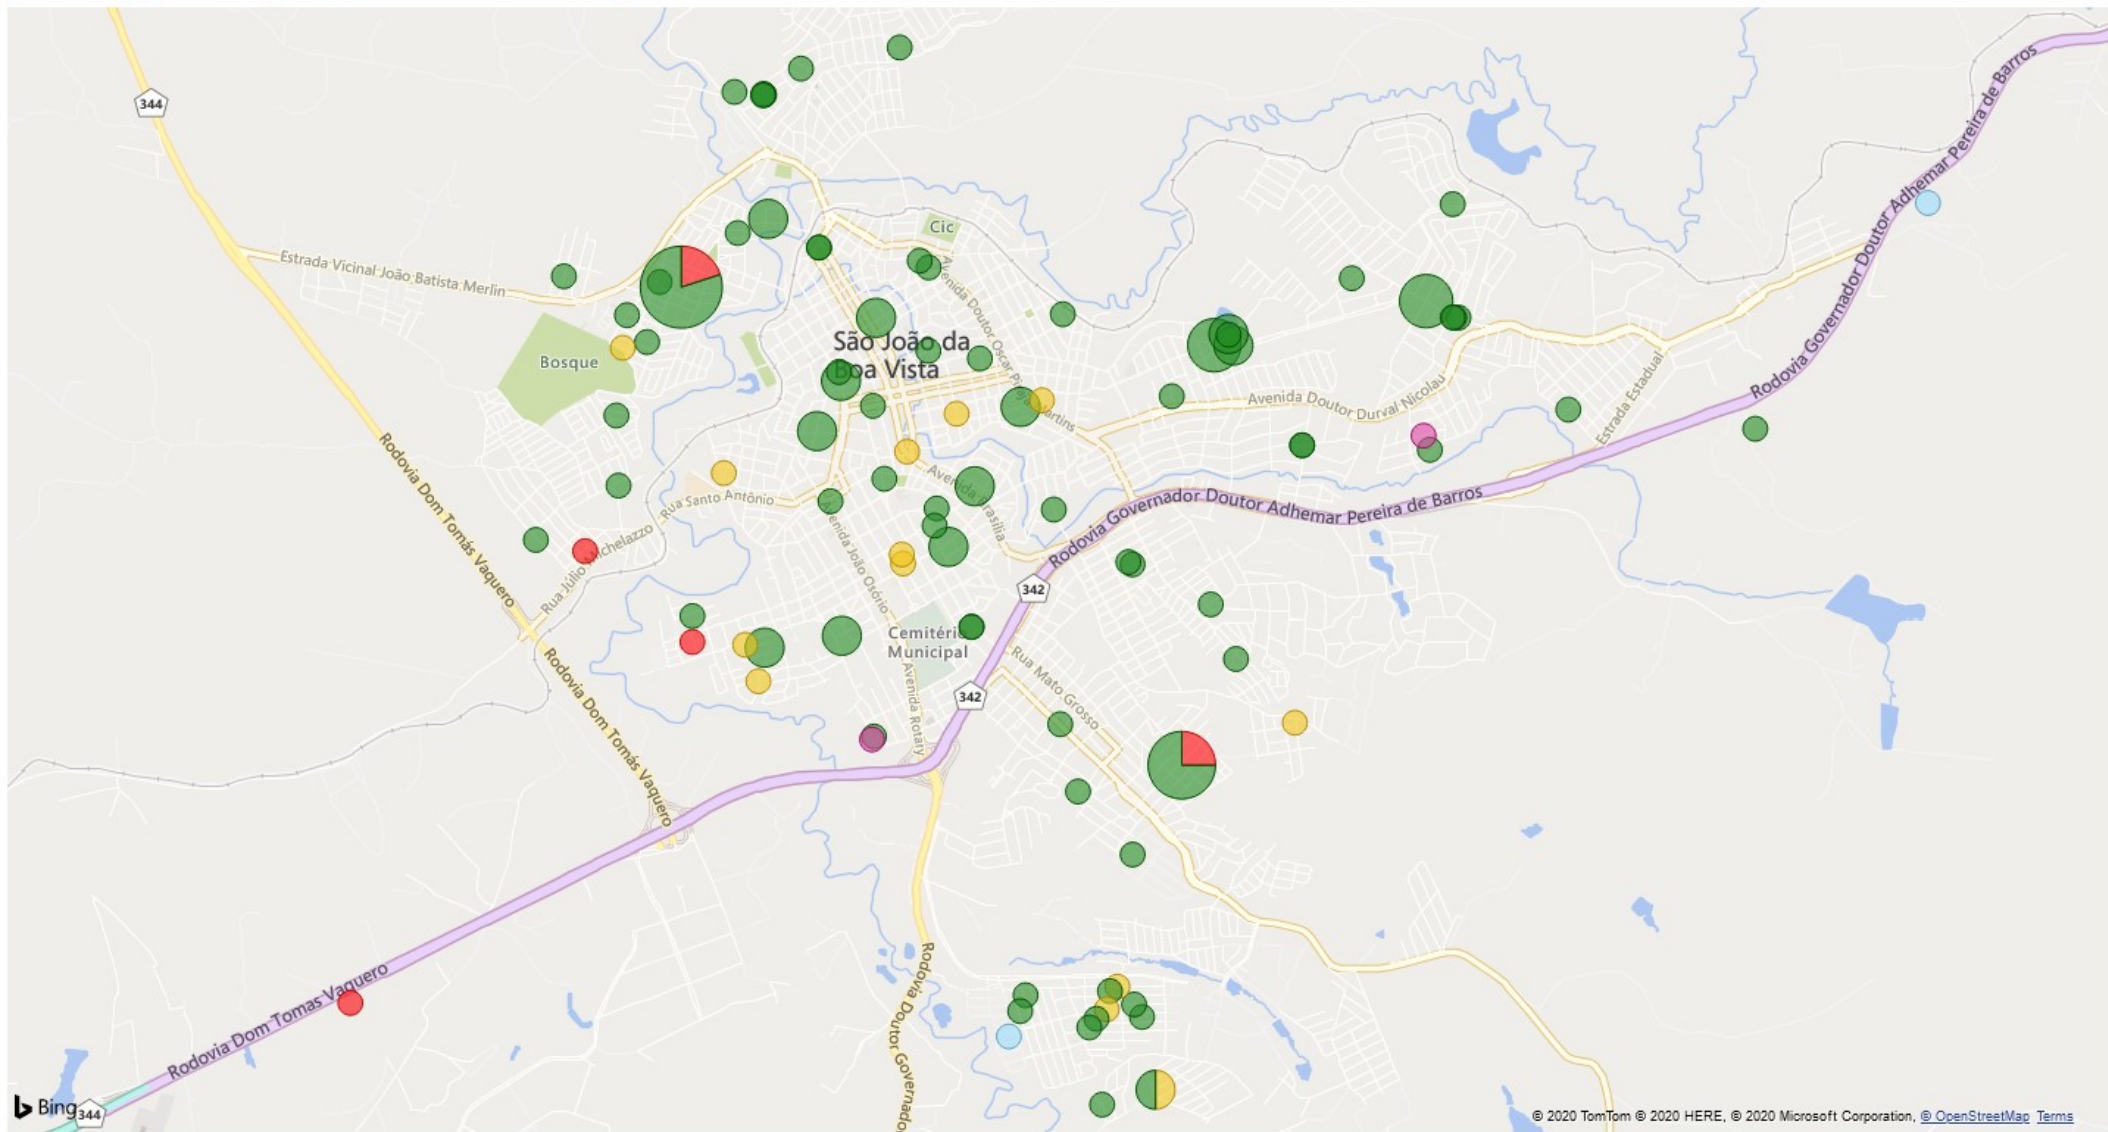 344
Rodovia Governador Doutor Adhemar Pereira de Barros
Cic
Estrada Vicinal João Batista Merlin
Avenida Doutor Oscar
São João da
Boa Vista
Bosque
Avenida Doutor Durval Nicolau
Estrada Estadual
Rodovia Dom Tomás Vaquero
Rua Santo Antônio
Avenida Brasília
Rodovia Governador Doutor Adhemar Pereira de Barros
Rua Júlio Michelazzo
Avenida João Osório
342
Cemitério
Municipal
Rua Mato Grosso
Rodovia Dom Tomás Vaquero
Avenida Rotary
342
Rodovia Doutor Governado
Rodovia Dom Tomas Vaquero
Bing
344
© 2020 TomTom © 2020 HERE, © 2020 Microsoft Corporation, © OpenStreetMap Terms